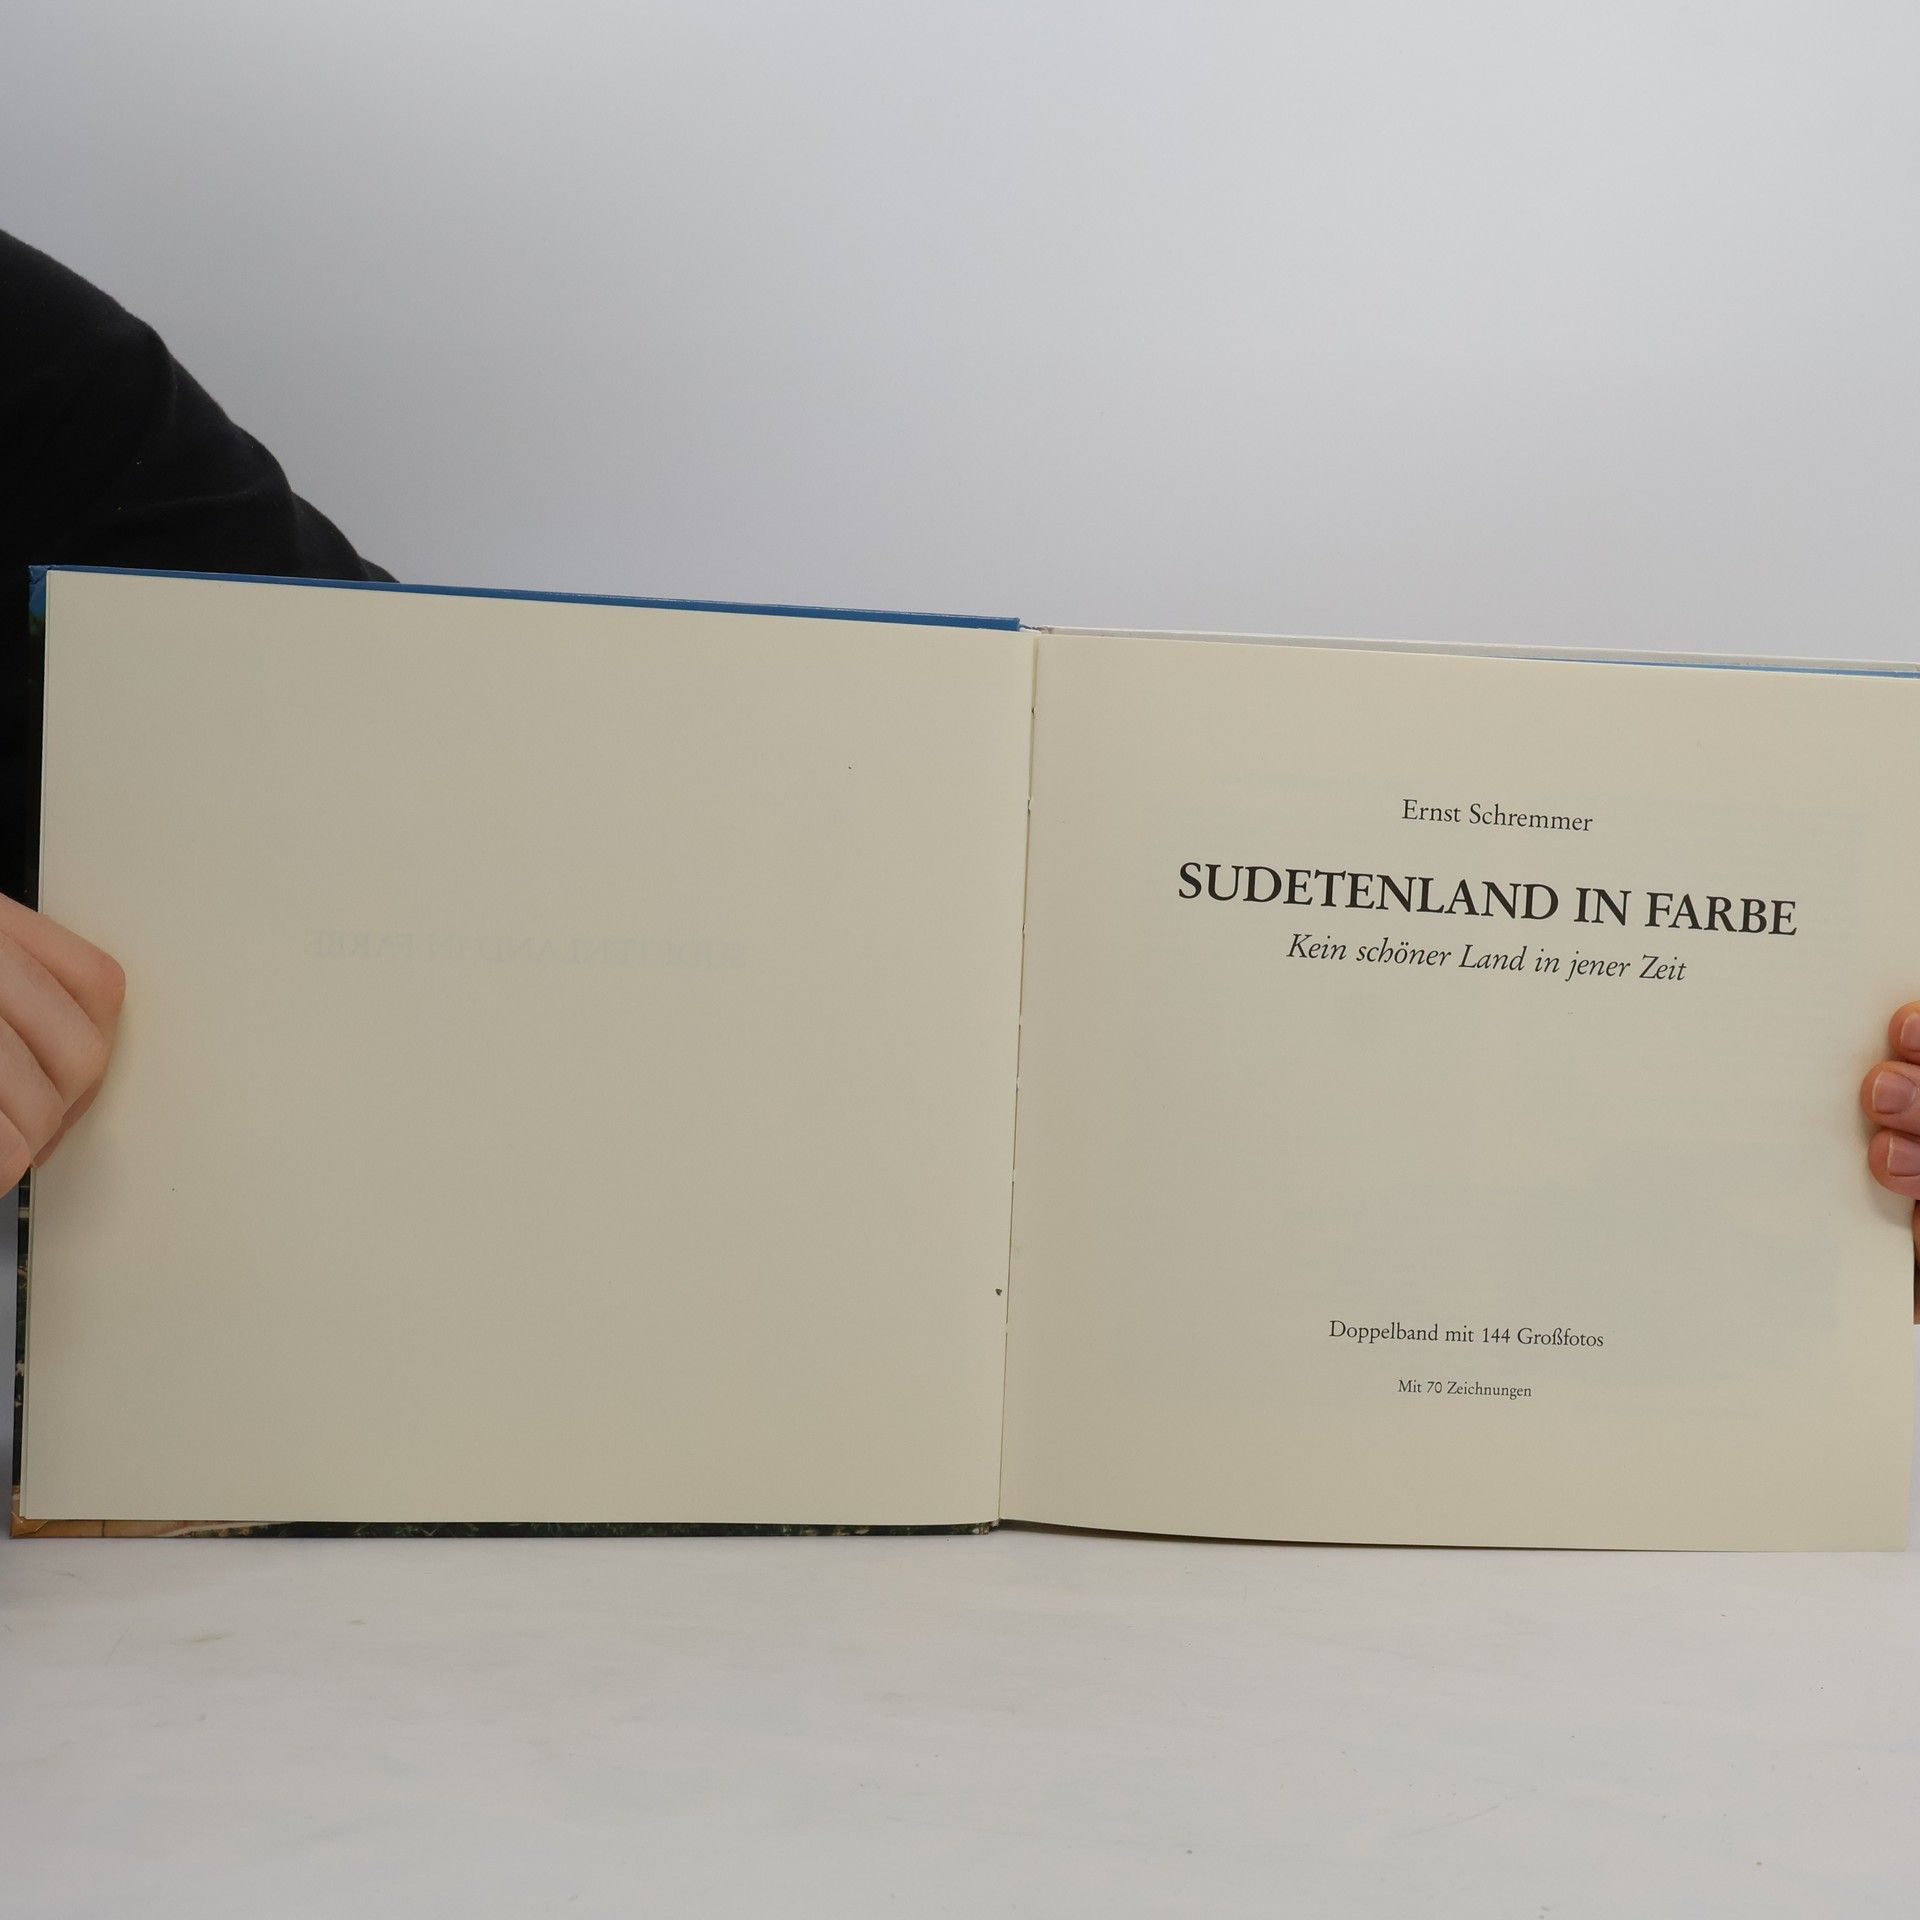 Ernst Schremmer
SUDETENLAND IN FARBE
Kein schöner Land in jener Zeit
Doppelband mit 144 Großfotos
Mit 70 Zeichnungen